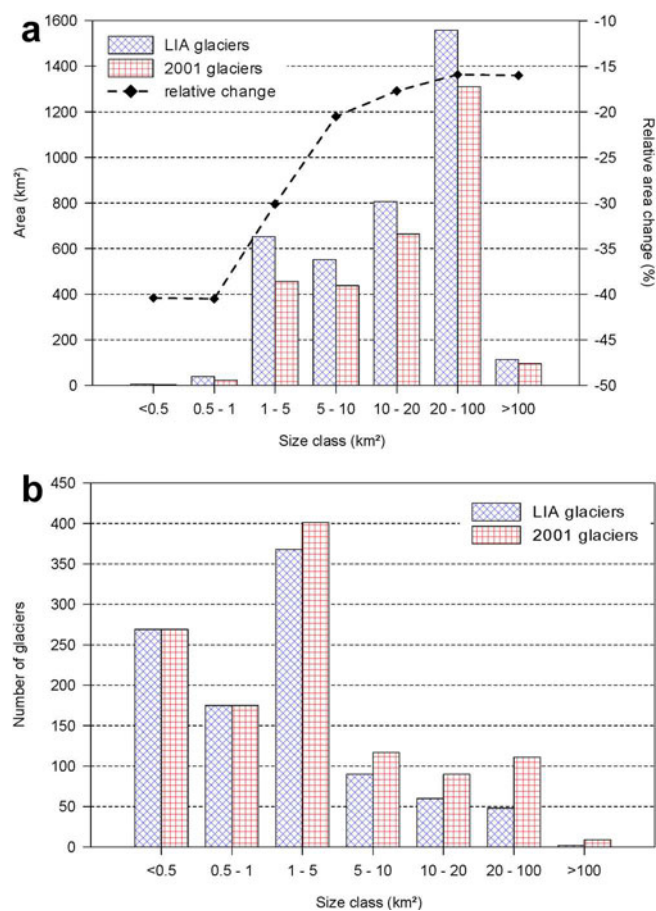 a
LIA glaciers
2001 glaciers
relative change
Area (km²)
1600
1400
1200
1000
800
600
400
200
0
-10
-15
-20
-25
-30
-35
-40
-45
-50
Relative area change (%)
<0.5
0.5 - 1
1 - 5
5 - 10
10 - 20
20 - 100
>100
Size class (km²)
b
LIA glaciers
2001 glaciers
Number of glaciers
450
400
350
300
250
200
150
100
50
0
<0.5
0.5 - 1
1 - 5
5 - 10
10 - 20
20 - 100
>100
Size class (km²)